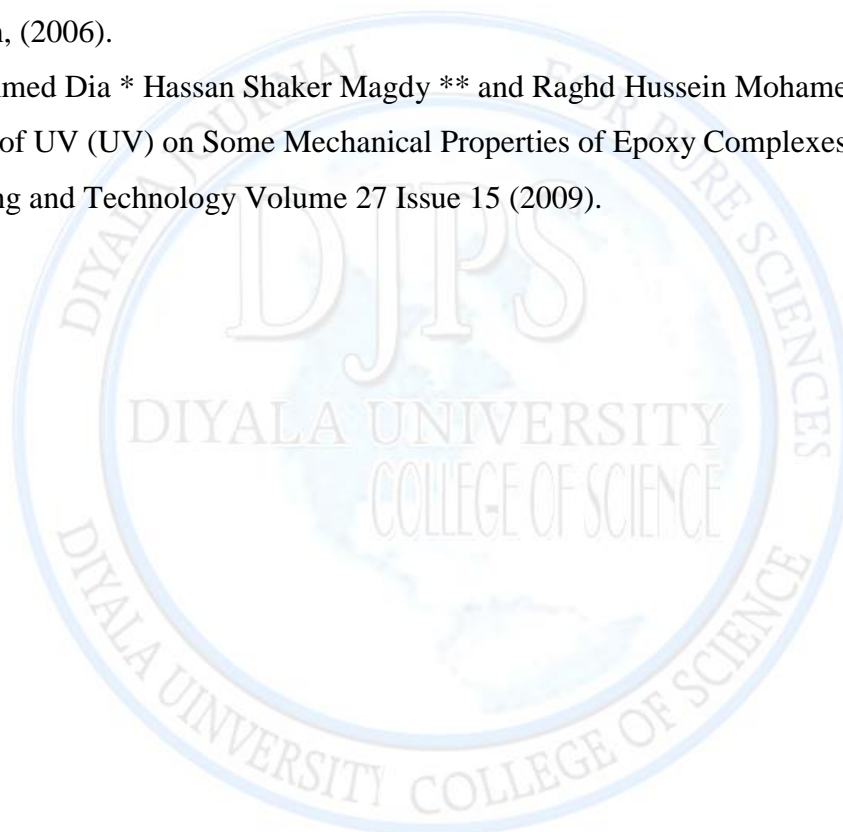 n, (2006).
med Dia * Hassan Shaker Magdy ** and Raghd Hussein Mohame
of UV (UV) on Some Mechanical Properties of Epoxy Complexes
ng and Technology Volume 27 Issue 15 (2009).
DIYALA JOURNAL FOR PURE SCIENCES
DJPS
DIYALA UNIVERSITY
COLLEGE OF SCIENCE
DIYALA UINVERSITY COLLEGE OF SCIENCE